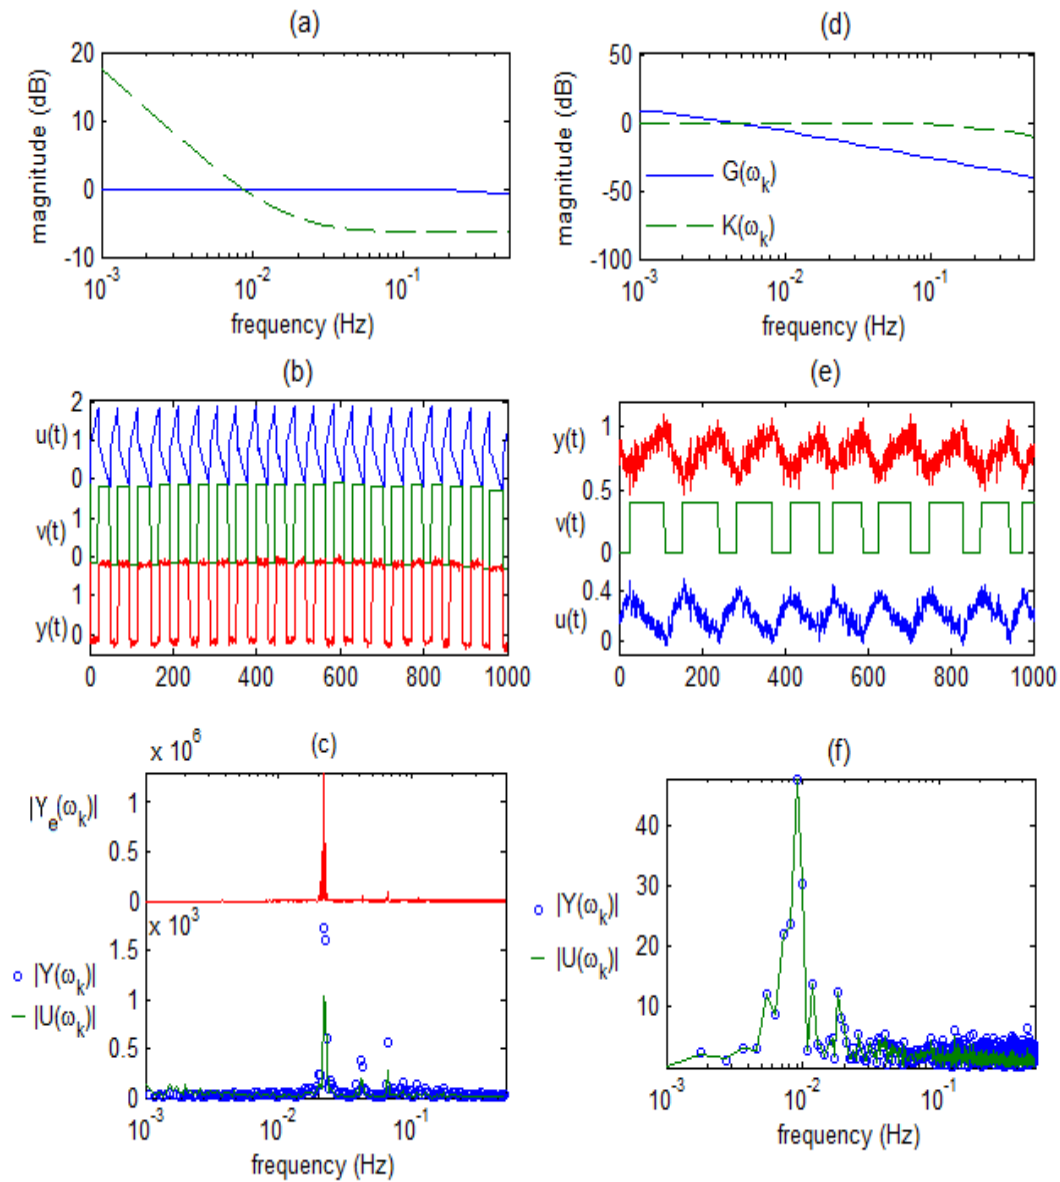 (a)
magnitude (dB)
20
10
0
-10
10^-3
10^-2
10^-1
frequency (Hz)
(d)
magnitude (dB)
50
0
-50
-100
G(ω_k)
K(ω_k)
10^-3
10^-2
10^-1
frequency (Hz)
(b)
2
u(t)
1
0
1
v(t)
0
1
y(t)
0
0
200
400
600
800
1000
(e)
y(t)
1
0.5
v(t)
0
0.4
u(t)
0
0
200
400
600
800
1000
(c)
x 10^6
|Y_e(ω_k)|
1
0.5
0
x 10^3
1.5
1
0.5
0
|Y(ω_k)|
|U(ω_k)|
10^-3
10^-2
10^-1
frequency (Hz)
(f)
40
30
20
10
|Y(ω_k)|
|U(ω_k)|
10^-3
10^-2
10^-1
frequency (Hz)